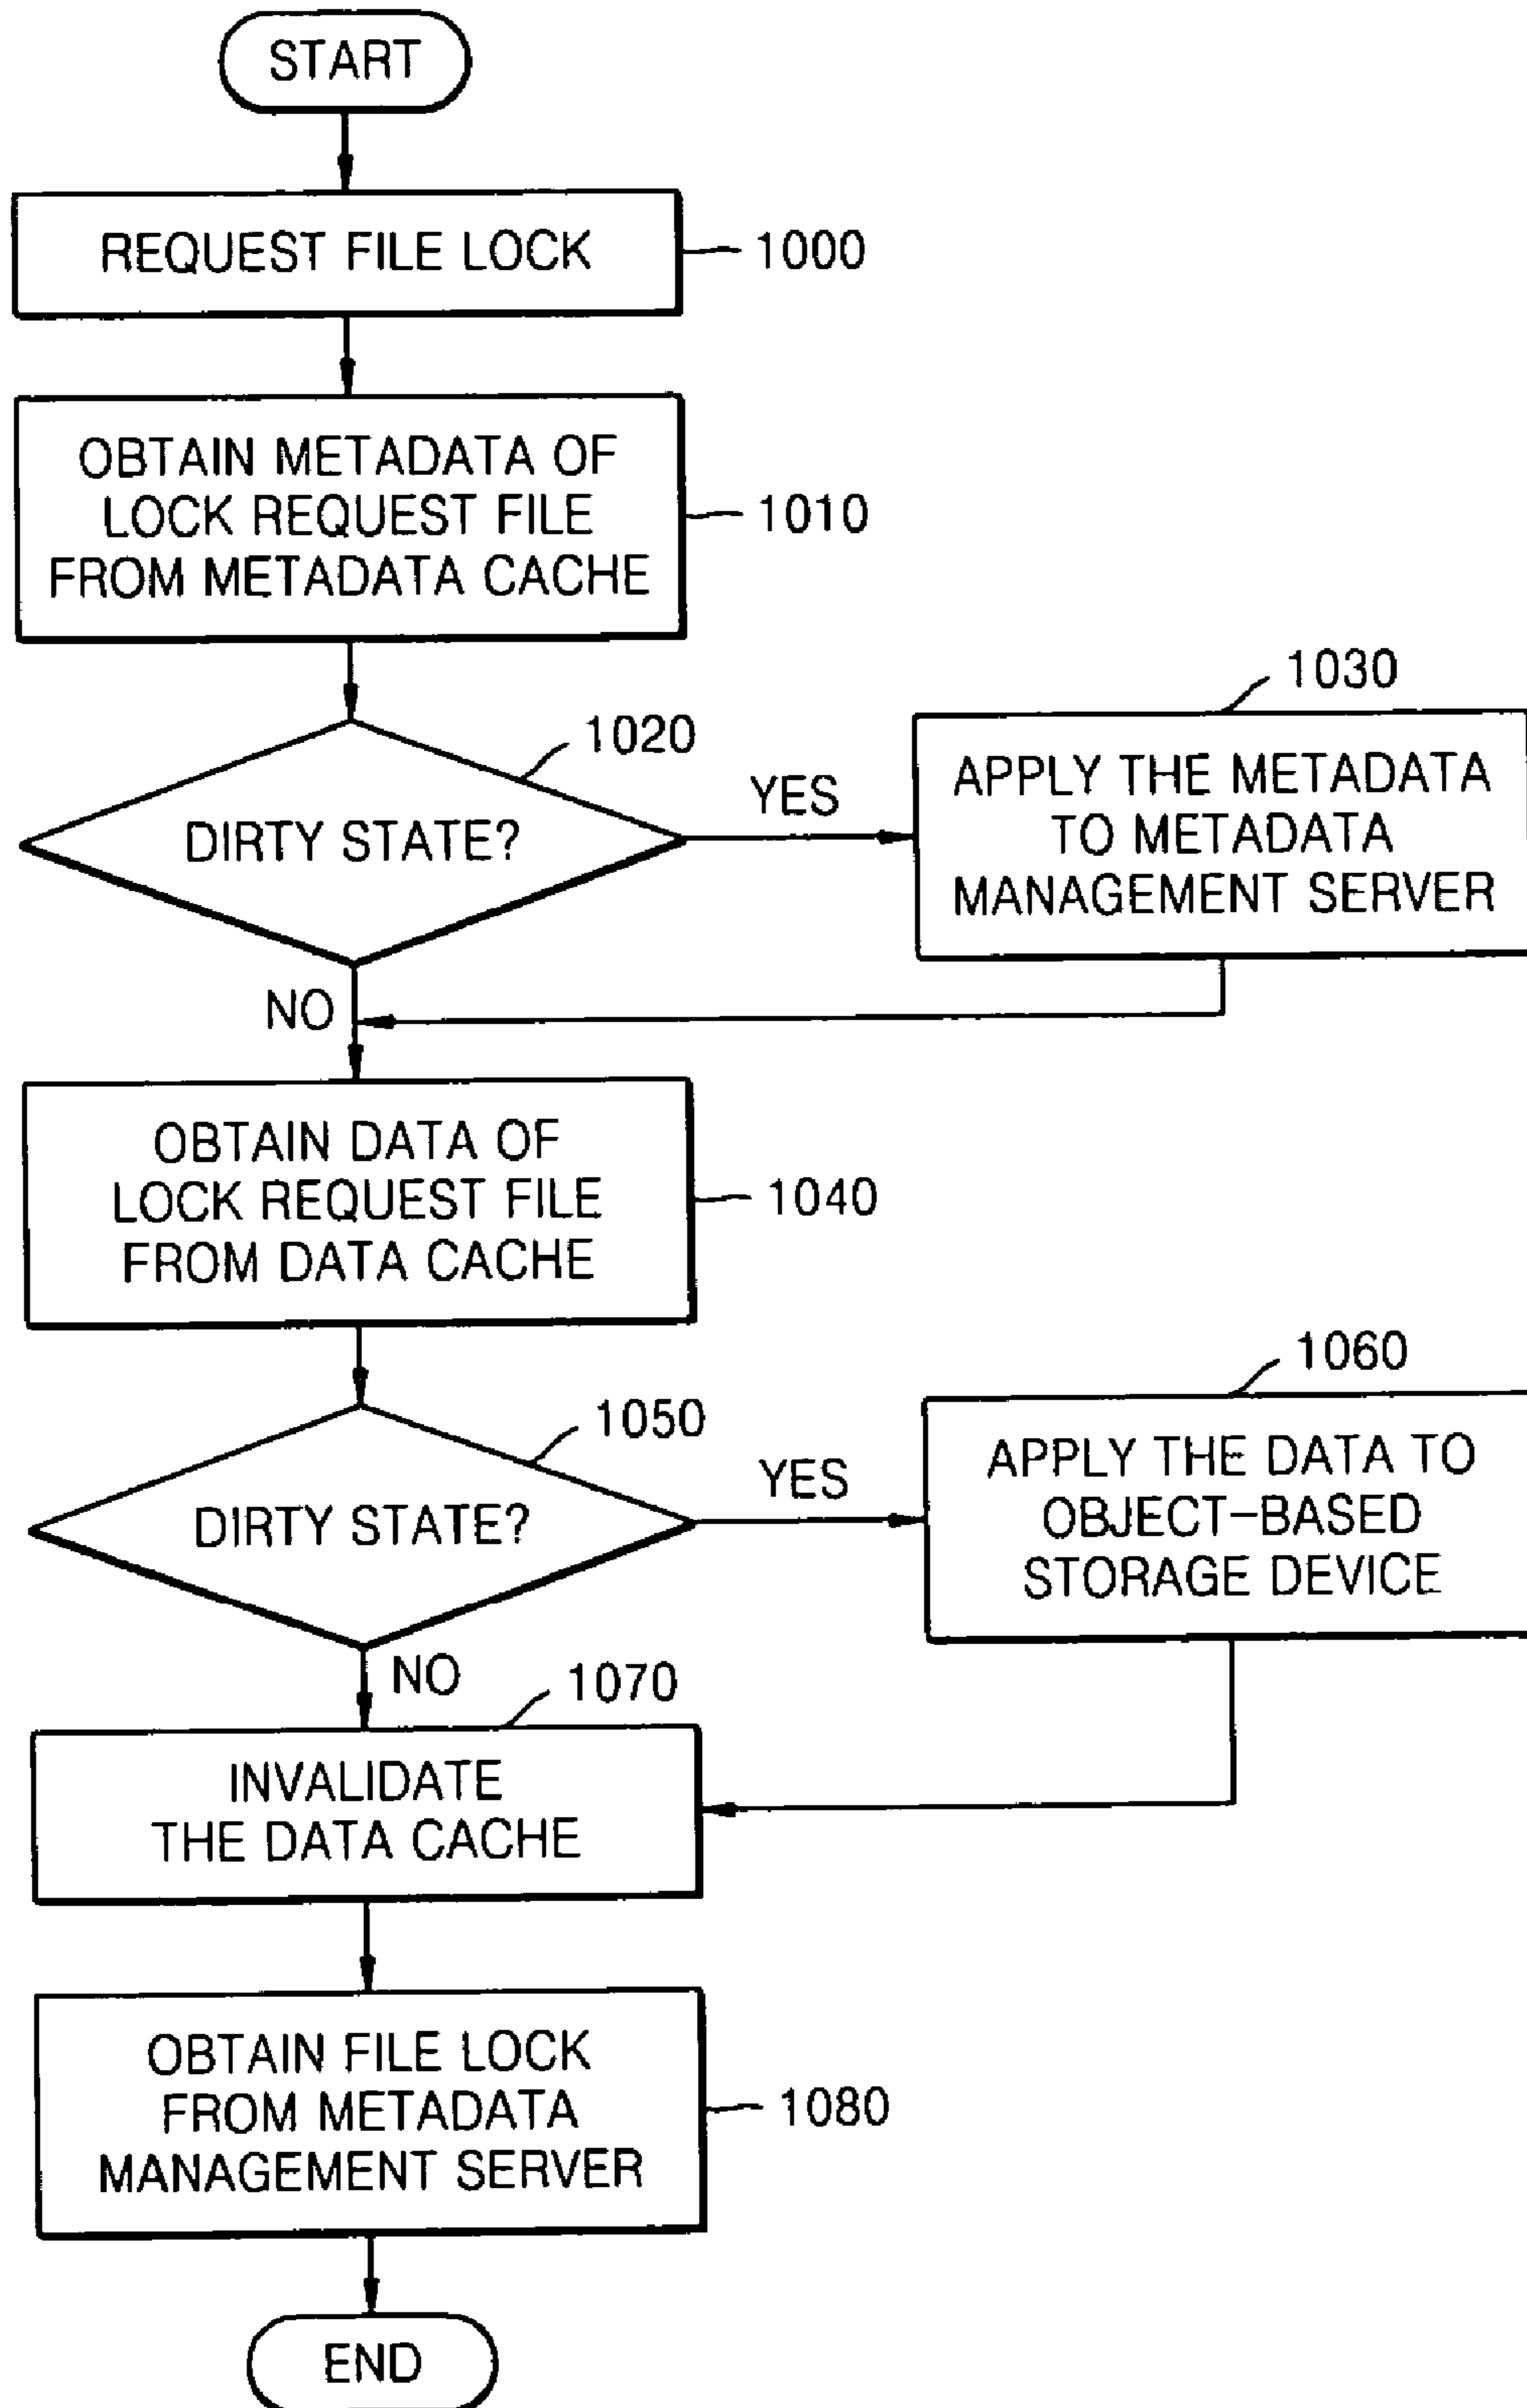 START
REQUEST FILE LOCK
1000
OBTAIN METADATA OF
LOCK REQUEST FILE
FROM METADATA CACHE
1010
1020
DIRTY STATE?
YES
NO
1030
APPLY THE METADATA
TO METADATA
MANAGEMENT SERVER
OBTAIN DATA OF
LOCK REQUEST FILE
FROM DATA CACHE
1040
1050
DIRTY STATE?
YES
NO
1060
APPLY THE DATA TO
OBJECT-BASED
STORAGE DEVICE
1070
INVALIDATE
THE DATA CACHE
OBTAIN FILE LOCK
FROM METADATA
MANAGEMENT SERVER
1080
END